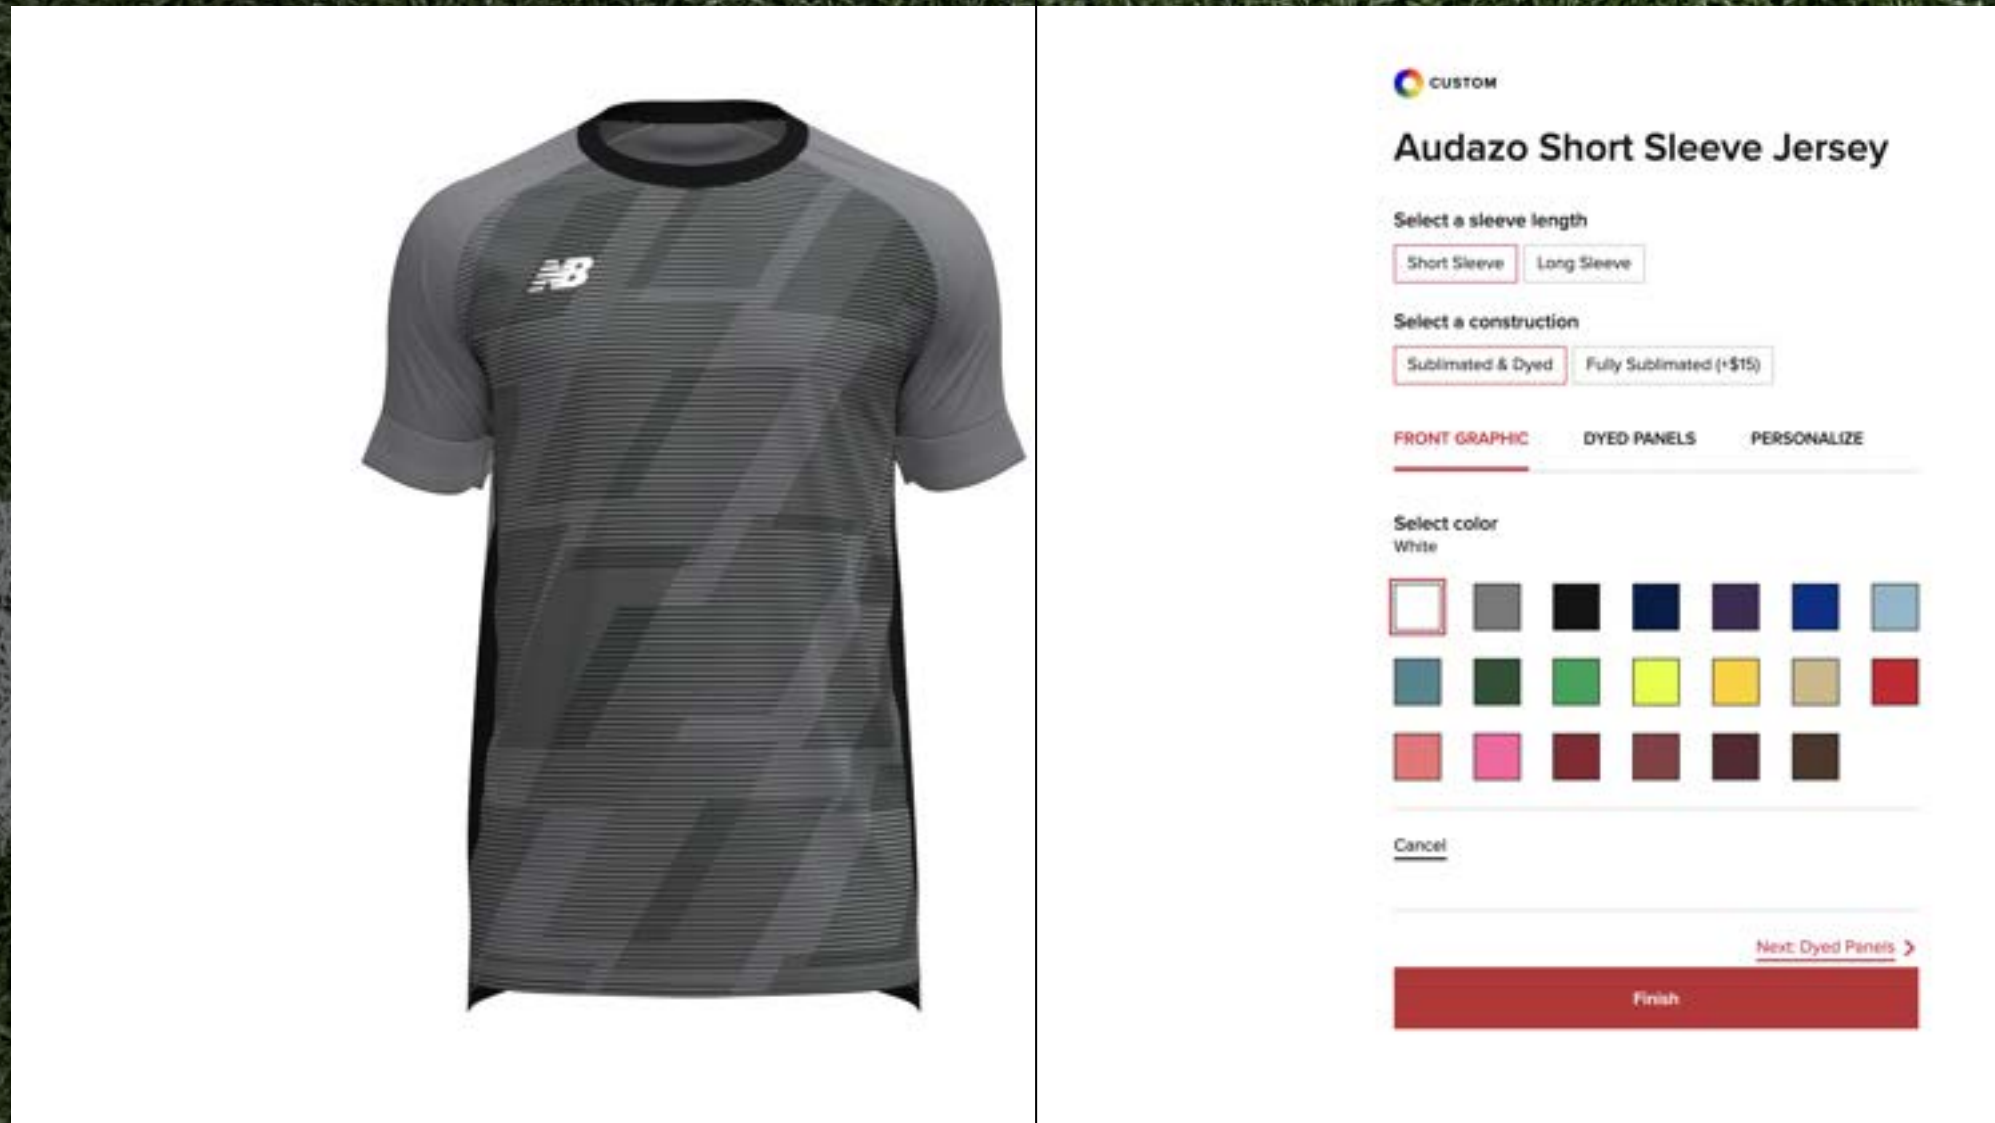 NB
CUSTOM
Audazo Short Sleeve Jersey
Select a sleeve length
Short Sleeve Long Sleeve
Select a construction
Sublimated & Dyed Fully Sublimated (+$15)
FRONT GRAPHIC DYED PANELS PERSONALIZE
Select color
White
Cancel
Next: Dyed Panels
Finish